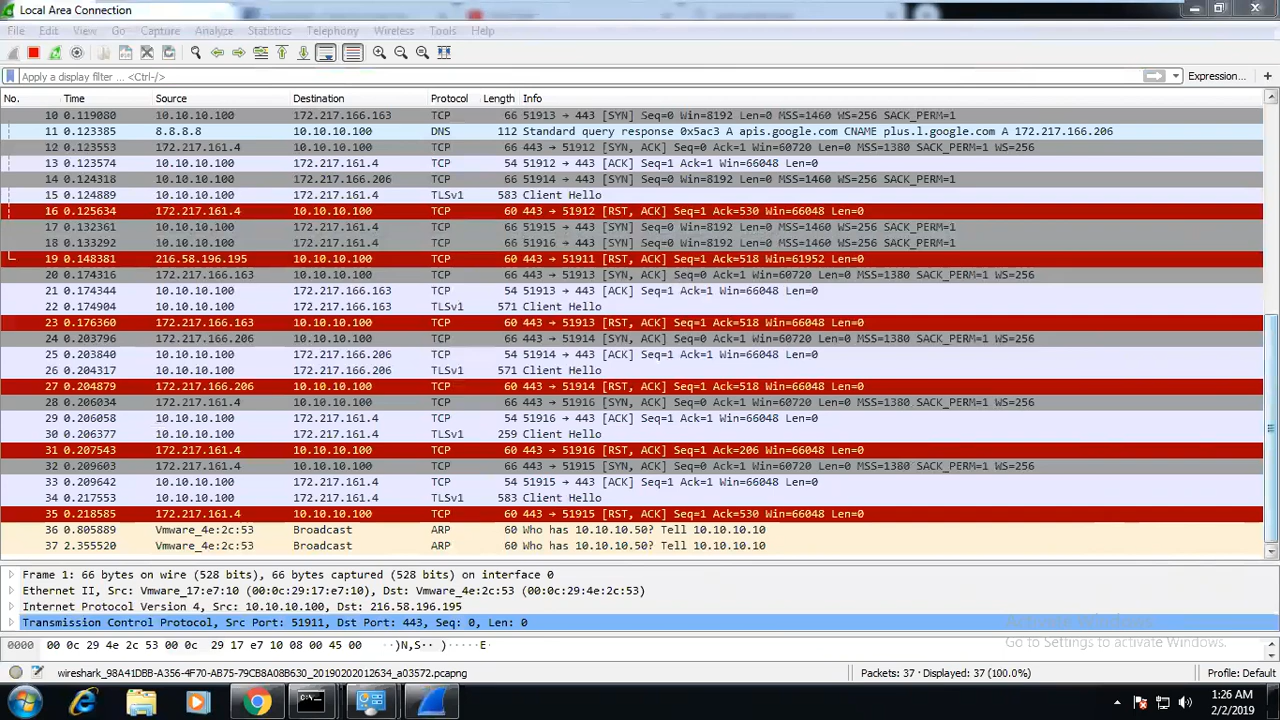 Local Area Connection
File Edit View Go Capture Analyze Statistics Telephony Wireless Tools Help
Apply a display filter ... <Ctrl-/> Expression... +
No. Time Source Destination Protocol Length Info
10 0.119080 10.10.10.100 172.217.166.163 TCP 66 51913 → 443 [SYN] Seq=0 Win=8192 Len=0 MSS=1460 WS=256 SACK_PERM=1
11 0.123385 8.8.8.8 10.10.10.100 DNS 112 Standard query response 0x5ac3 A apis.google.com CNAME plus.l.google.com A 172.217.166.206
12 0.123553 172.217.161.4 10.10.10.100 TCP 66 443 → 51912 [SYN, ACK] Seq=0 Ack=1 Win=60720 Len=0 MSS=1380 SACK_PERM=1 WS=256
13 0.123574 10.10.10.100 172.217.161.4 TCP 54 51912 → 443 [ACK] Seq=1 Ack=1 Win=66048 Len=0
14 0.124318 10.10.10.100 172.217.166.206 TCP 66 51914 → 443 [SYN] Seq=0 Win=8192 Len=0 MSS=1460 WS=256 SACK_PERM=1
15 0.124889 10.10.10.100 172.217.161.4 TLSv1 583 Client Hello
16 0.125634 172.217.161.4 10.10.10.100 TCP 60 443 → 51912 [RST, ACK] Seq=1 Ack=530 Win=66048 Len=0
17 0.132361 10.10.10.100 172.217.161.4 TCP 66 51915 → 443 [SYN] Seq=0 Win=8192 Len=0 MSS=1460 WS=256 SACK_PERM=1
18 0.133292 10.10.10.100 172.217.161.4 TCP 66 51916 → 443 [SYN] Seq=0 Win=8192 Len=0 MSS=1460 WS=256 SACK_PERM=1
19 0.148381 216.58.196.195 10.10.10.100 TCP 60 443 → 51911 [RST, ACK] Seq=1 Ack=518 Win=61952 Len=0
20 0.174316 172.217.166.163 10.10.10.100 TCP 66 443 → 51913 [SYN, ACK] Seq=0 Ack=1 Win=60720 Len=0 MSS=1380 SACK_PERM=1 WS=256
21 0.174344 10.10.10.100 172.217.166.163 TCP 54 51913 → 443 [ACK] Seq=1 Ack=1 Win=66048 Len=0
22 0.174904 10.10.10.100 172.217.166.163 TLSv1 571 Client Hello
23 0.176360 172.217.166.163 10.10.10.100 TCP 60 443 → 51913 [RST, ACK] Seq=1 Ack=518 Win=66048 Len=0
24 0.203796 172.217.166.206 10.10.10.100 TCP 66 443 → 51914 [SYN, ACK] Seq=0 Ack=1 Win=60720 Len=0 MSS=1380 SACK_PERM=1 WS=256
25 0.203840 10.10.10.100 172.217.166.206 TCP 54 51914 → 443 [ACK] Seq=1 Ack=1 Win=66048 Len=0
26 0.204317 10.10.10.100 172.217.166.206 TLSv1 571 Client Hello
27 0.204879 172.217.166.206 10.10.10.100 TCP 60 443 → 51914 [RST, ACK] Seq=1 Ack=518 Win=66048 Len=0
28 0.206034 172.217.161.4 10.10.10.100 TCP 66 443 → 51916 [SYN, ACK] Seq=0 Ack=1 Win=60720 Len=0 MSS=1380 SACK_PERM=1 WS=256
29 0.206058 10.10.10.100 172.217.161.4 TCP 54 51916 → 443 [ACK] Seq=1 Ack=1 Win=66048 Len=0
30 0.206377 10.10.10.100 172.217.161.4 TLSv1 259 Client Hello
31 0.207543 172.217.161.4 10.10.10.100 TCP 60 443 → 51916 [RST, ACK] Seq=1 Ack=206 Win=66048 Len=0
32 0.209603 172.217.161.4 10.10.10.100 TCP 66 443 → 51915 [SYN, ACK] Seq=0 Ack=1 Win=60720 Len=0 MSS=1380 SACK_PERM=1 WS=256
33 0.209642 10.10.10.100 172.217.161.4 TCP 54 51915 → 443 [ACK] Seq=1 Ack=1 Win=66048 Len=0
34 0.217553 10.10.10.100 172.217.161.4 TLSv1 583 Client Hello
35 0.218585 172.217.161.4 10.10.10.100 TCP 60 443 → 51915 [RST, ACK] Seq=1 Ack=530 Win=66048 Len=0
36 0.805889 Vmware_4e:2c:53 Broadcast ARP 60 Who has 10.10.10.50? Tell 10.10.10.10
37 2.355520 Vmware_4e:2c:53 Broadcast ARP 60 Who has 10.10.10.50? Tell 10.10.10.10
Frame 1: 66 bytes on wire (528 bits), 66 bytes captured (528 bits) on interface 0
Ethernet II, Src: Vmware_17:e7:10 (00:0c:29:17:e7:10), Dst: Vmware_4e:2c:53 (00:0c:29:4e:2c:53)
Internet Protocol Version 4, Src: 10.10.10.100, Dst: 216.58.196.195
Transmission Control Protocol, Src Port: 51911, Dst Port: 443, Seq: 0, Len: 0
Activate Windows
Go to Settings to activate Windows.
0000 00 0c 29 4e 2c 53 00 0c 29 17 e7 10 08 00 45 00 ··)N,S·· )·····E·
wireshark_98A41DBB-A356-4F70-AB75-79CB8A08B630_20190202012634_a03572.pcapng Packets: 37 · Displayed: 37 (100.0%) Profile: Default
1:26 AM
2/2/2019